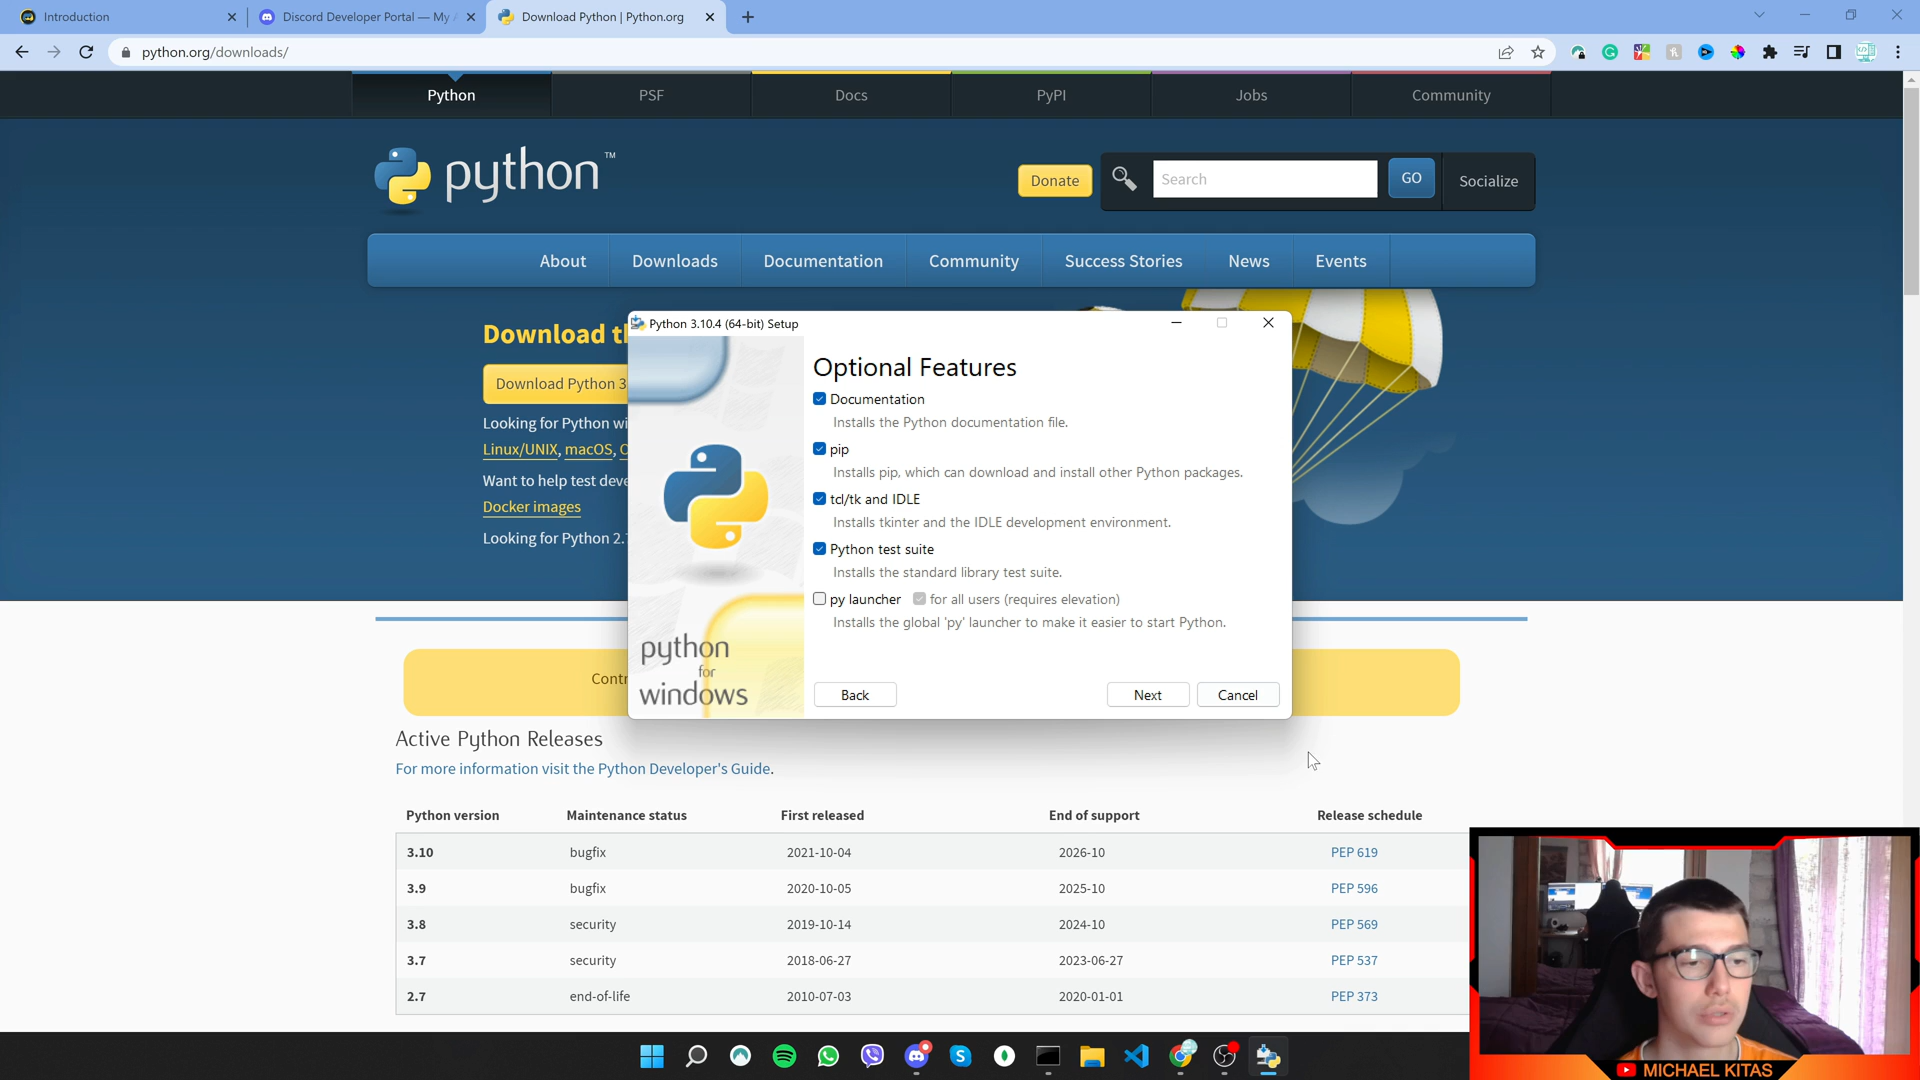 Introduction
Discord Developer Portal — My A
Download Python | Python.org
python.org/downloads/
Python
PSF
Docs
PyPI
Jobs
Community
python™
Donate
Search
GO
Socialize
About
Downloads
Documentation
Community
Success Stories
News
Events
Download t
Download Python 3
Looking for Python wi
Linux/UNIX, macOS, O
Want to help test deve
Docker images
Looking for Python 2.7
Python 3.10.4 (64-bit) Setup
Optional Features
Documentation
Installs the Python documentation file.
pip
Installs pip, which can download and install other Python packages.
tcl/tk and IDLE
Installs tkinter and the IDLE development environment.
Python test suite
Installs the standard library test suite.
py launcher for all users (requires elevation)
Installs the global 'py' launcher to make it easier to start Python.
python
for
windows
Back
Next
Cancel
Contr
Active Python Releases
For more information visit the Python Developer's Guide.
Python version Maintenance status First released End of support Release schedule
3.10 bugfix 2021-10-04 2026-10 PEP 619
3.9 bugfix 2020-10-05 2025-10 PEP 596
3.8 security 2019-10-14 2024-10 PEP 569
3.7 security 2018-06-27 2023-06-27 PEP 537
2.7 end-of-life 2010-07-03 2020-01-01 PEP 373
MICHAEL KITAS